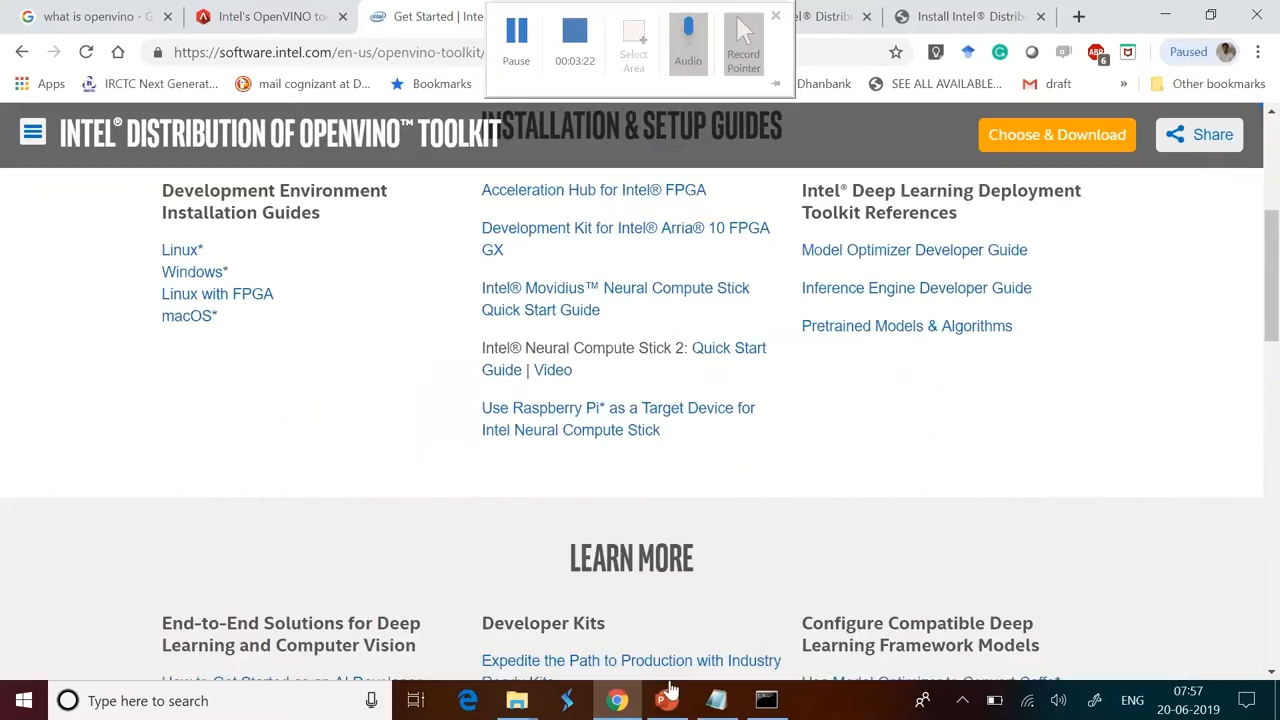 what is openvino -
Intel's OpenVINO to
Get Started | Inte
el® Distrib
Install Intel® Distrib
Pause
00:03:22
Select Area
Audio
Record Pointer
https://software.intel.com/en-us/openvino-toolkit/
6
Paused
Apps
IRCTC Next Generat...
mail cognizant at D...
Bookmarks
Dhanbank
SEE ALL AVAILABLE...
draft
»
Other bookmarks
INTEL® DISTRIBUTION OF OPENVINO™ TOOLKIT
INSTALLATION & SETUP GUIDES
Choose & Download
Share
Development Environment
Installation Guides
Linux*
Windows*
Linux with FPGA
macOS*
Acceleration Hub for Intel® FPGA
Development Kit for Intel® Arria® 10 FPGA
GX
Intel® Movidius™ Neural Compute Stick
Quick Start Guide
Intel® Neural Compute Stick 2: Quick Start
Guide | Video
Use Raspberry Pi* as a Target Device for
Intel Neural Compute Stick
Intel® Deep Learning Deployment
Toolkit References
Model Optimizer Developer Guide
Inference Engine Developer Guide
Pretrained Models & Algorithms
LEARN MORE
End-to-End Solutions for Deep
Learning and Computer Vision
Developer Kits
Expedite the Path to Production with Industry
Configure Compatible Deep
Learning Framework Models
Type here to search
ENG
07:57
20-06-2019